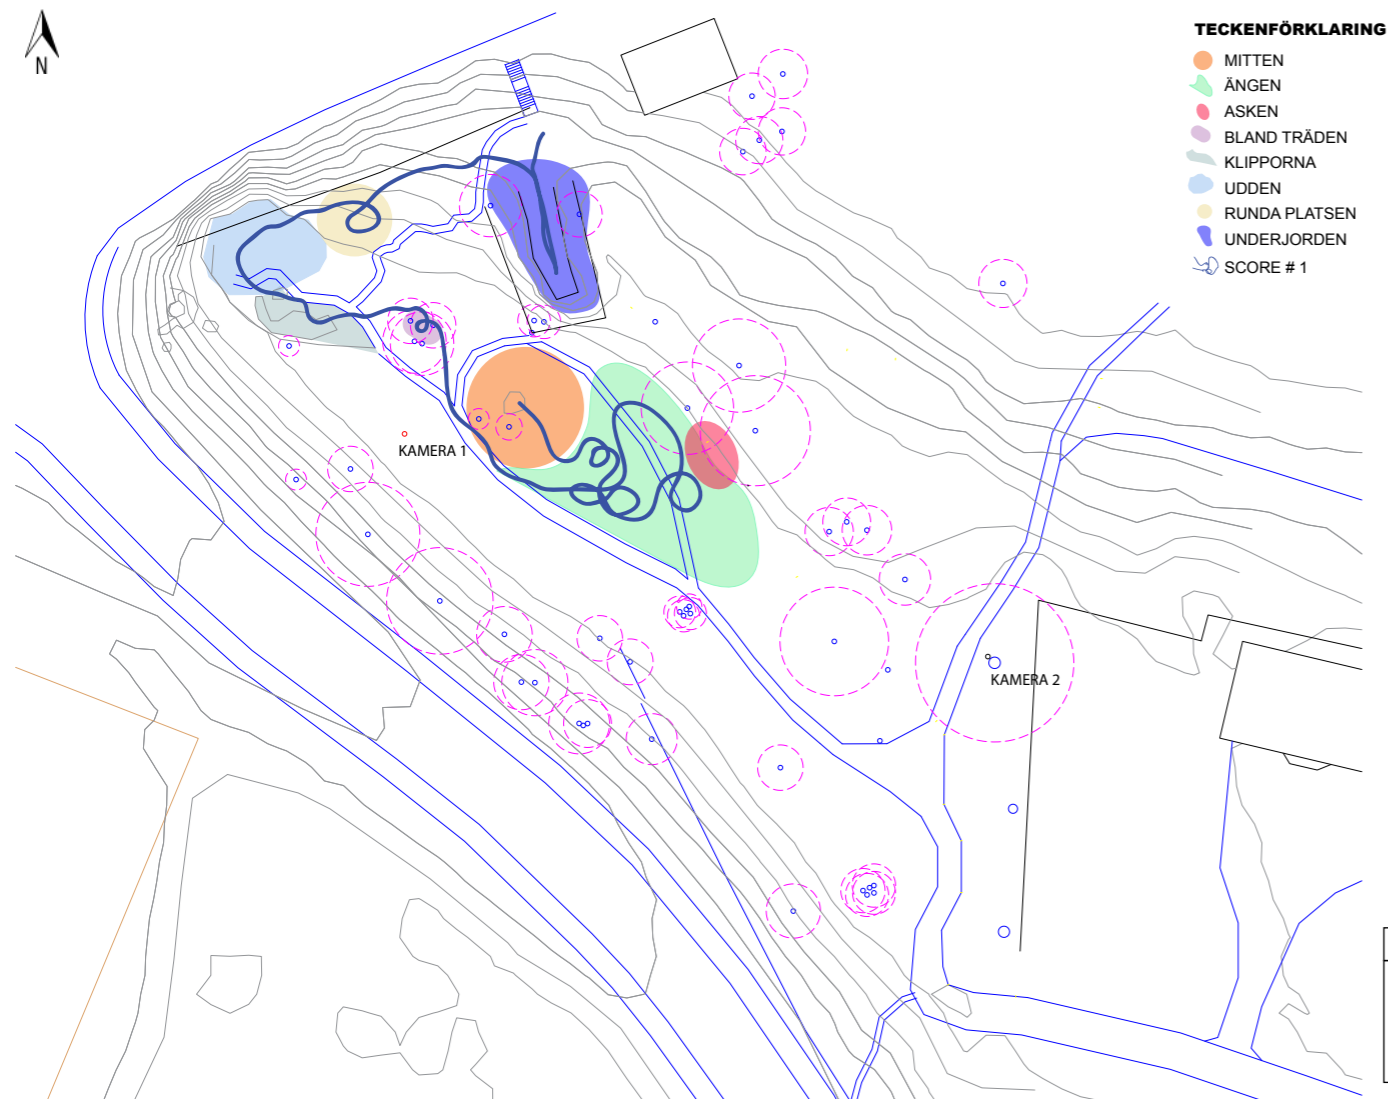 N
TECKENFÖRKLARING
MITTEN
ÄNGEN
ASKEN
BLAND TRÄDEN
KLIPPORNA
UDDEN
RUNDA PLATSEN
UNDERJORDEN
SCORE # 1
KAMERA 1
KAMERA 2